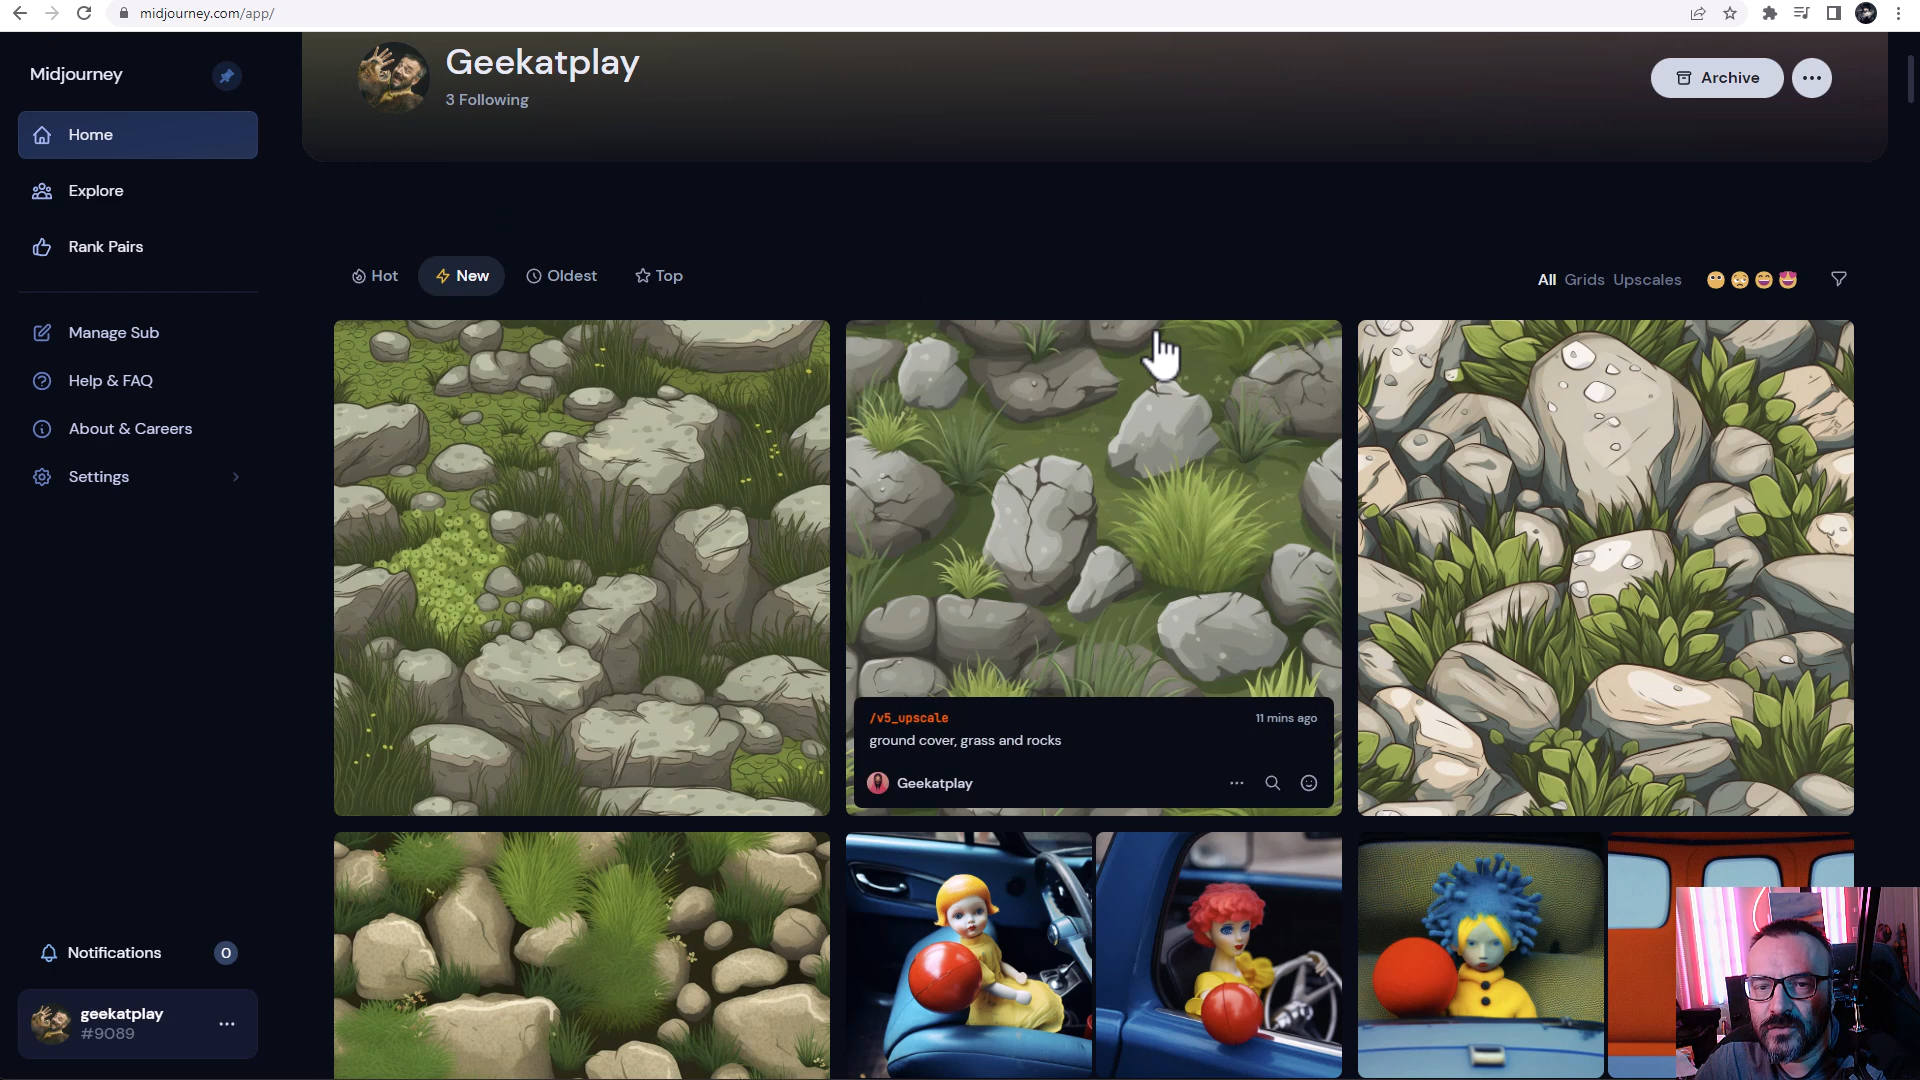 midjourney.com/app/
Midjourney
Home
Explore
Rank Pairs
Manage Sub
Help & FAQ
About & Careers
Settings
Notifications 0
geekatplay
#9089
Geekatplay
3 Following
Archive
Hot New Oldest Top
All Grids Upscales
/v5_upscale 11 mins ago
ground cover, grass and rocks
Geekatplay